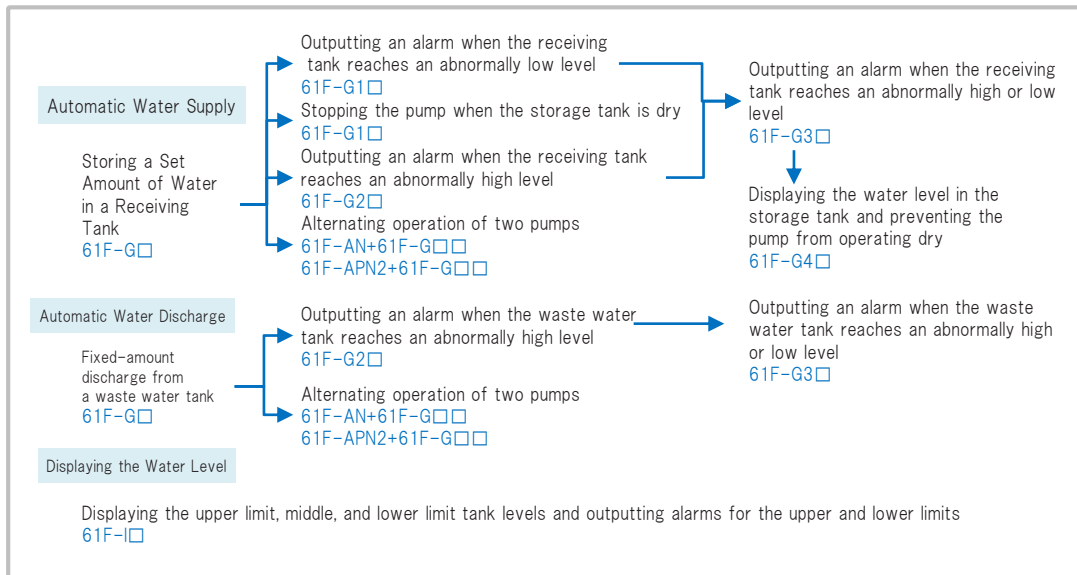 Automatic Water Supply
Storing a Set
Amount of Water
in a Receiving
Tank
61F-G□
Outputting an alarm when the receiving
tank reaches an abnormally low level
61F-G1□
Stopping the pump when the storage tank is dry
61F-G1□
Outputting an alarm when the receiving tank
reaches an abnormally high level
61F-G2□
Alternating operation of two pumps
61F-AN+61F-G□□
61F-APN2+61F-G□□
Outputting an alarm when the receiving
tank reaches an abnormally high or low
level
61F-G3□
Displaying the water level in the
storage tank and preventing the
pump from operating dry
61F-G4□
Automatic Water Discharge
Fixed-amount
discharge from
a waste water tank
61F-G□
Outputting an alarm when the waste water
tank reaches an abnormally high level
61F-G2□
Alternating operation of two pumps
61F-AN+61F-G□□
61F-APN2+61F-G□□
Outputting an alarm when the waste
water tank reaches an abnormally high
or low level
61F-G3□
Displaying the Water Level
Displaying the upper limit, middle, and lower limit tank levels and outputting alarms for the upper and lower limits
61F-I□